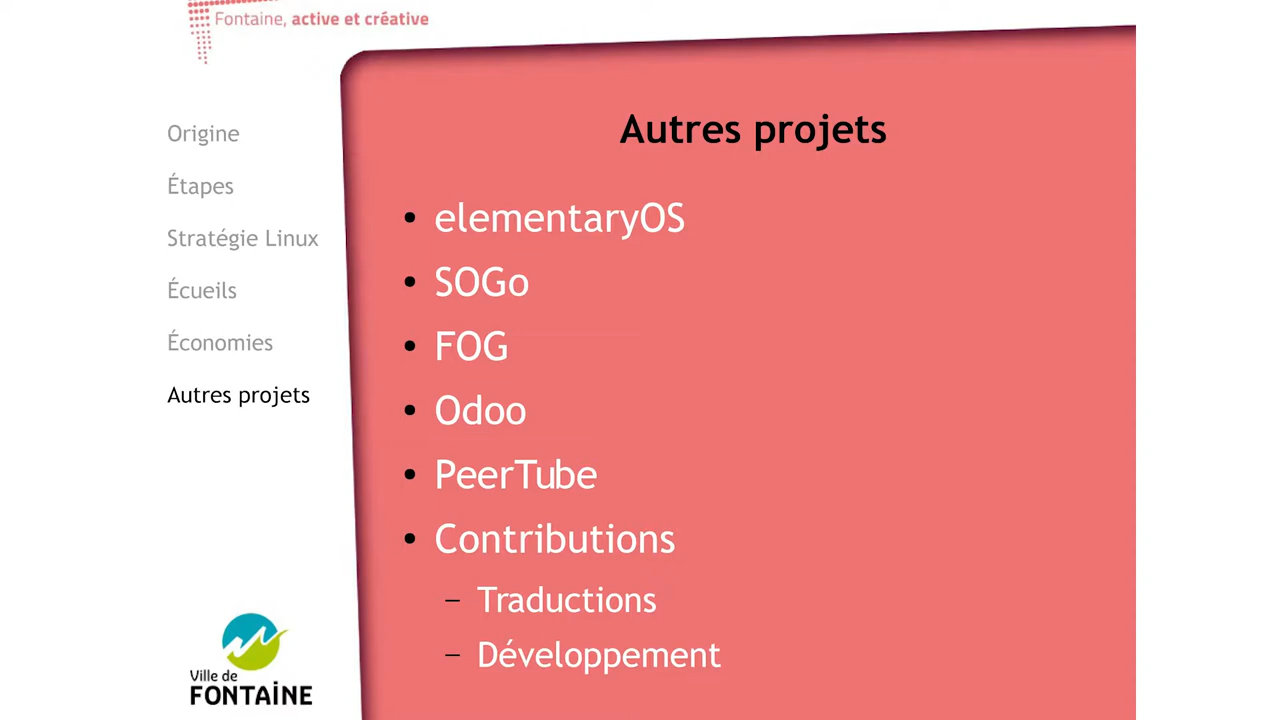 Fontaine, active et créative
Origine
Étapes
Stratégie Linux
Écueils
Économies
Autres projets
Ville de
FONTAINE
Autres projets
• elementaryOS
• SOGo
• FOG
• Odoo
• PeerTube
• Contributions
– Traductions
– Développement